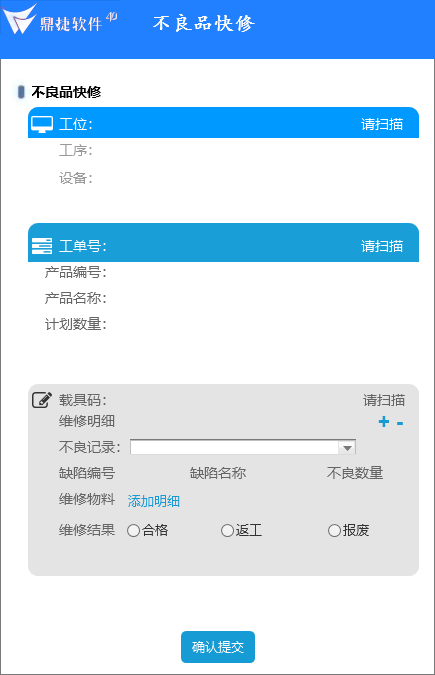 鼎捷软件 40 不良品快修
不良品快修
工位： 请扫描
工序：
设备：
工单号： 请扫描
产品编号：
产品名称：
计划数量：
载具码： 请扫描
维修明细 + -
不良记录：
缺陷编号 缺陷名称 不良数量
维修物料 添加明细
维修结果 合格 返工 报废
确认提交